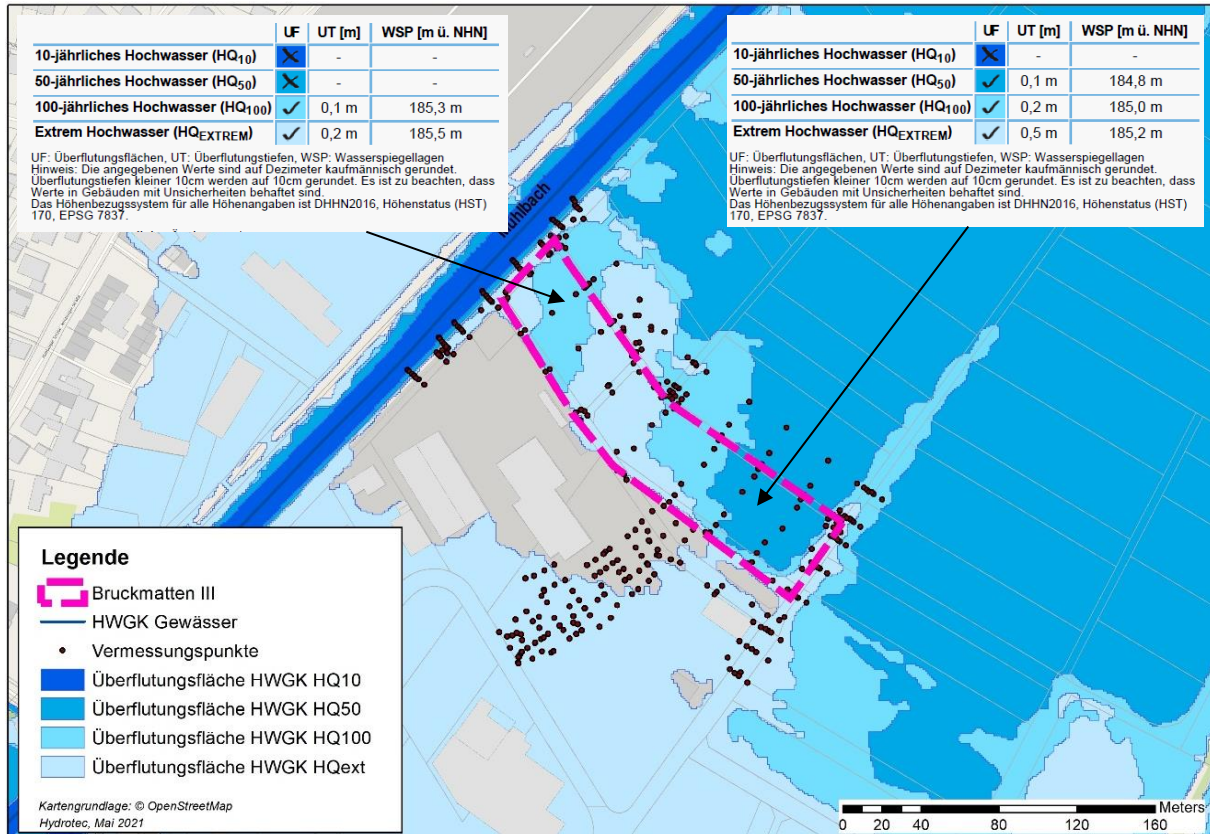 UF UT [m] WSP [m ü. NHN]
10-jährliches Hochwasser (HQ10) - -
50-jährliches Hochwasser (HQ50) - -
100-jährliches Hochwasser (HQ100) ✓ 0,1 m 185,3 m
Extrem Hochwasser (HQEXTREM) ✓ 0,2 m 185,5 m
UF: Überflutungsflächen, UT: Überflutungstiefen, WSP: Wasserspiegellagen
Hinweis: Die angegebenen Werte sind auf Dezimeter kaufmännisch gerundet.
Überflutungstiefen kleiner 10cm werden auf 10cm gerundet. Es ist zu beachten, dass
Werte in Gebäuden mit Unsicherheiten behaftet sind.
Das Höhenbezugssystem für alle Höhenangaben ist DHHN2016, Höhenstatus (HST)
170, EPSG 7837.
UF UT [m] WSP [m ü. NHN]
10-jährliches Hochwasser (HQ10) - -
50-jährliches Hochwasser (HQ50) ✓ 0,1 m 184,8 m
100-jährliches Hochwasser (HQ100) ✓ 0,2 m 185,0 m
Extrem Hochwasser (HQEXTREM) ✓ 0,5 m 185,2 m
UF: Überflutungsflächen, UT: Überflutungstiefen, WSP: Wasserspiegellagen
Hinweis: Die angegebenen Werte sind auf Dezimeter kaufmännisch gerundet.
Überflutungstiefen kleiner 10cm werden auf 10cm gerundet. Es ist zu beachten, dass
Werte in Gebäuden mit Unsicherheiten behaftet sind.
Das Höhenbezugssystem für alle Höhenangaben ist DHHN2016, Höhenstatus (HST)
170, EPSG 7837.
Mühlbach
Legende
Bruckmatten III
HWGK Gewässer
Vermessungspunkte
Überflutungsfläche HWGK HQ10
Überflutungsfläche HWGK HQ50
Überflutungsfläche HWGK HQ100
Überflutungsfläche HWGK HQext
Kartengrundlage: © OpenStreetMap
Hydrotec, Mai 2021
Meters
0 20 40 80 120 160